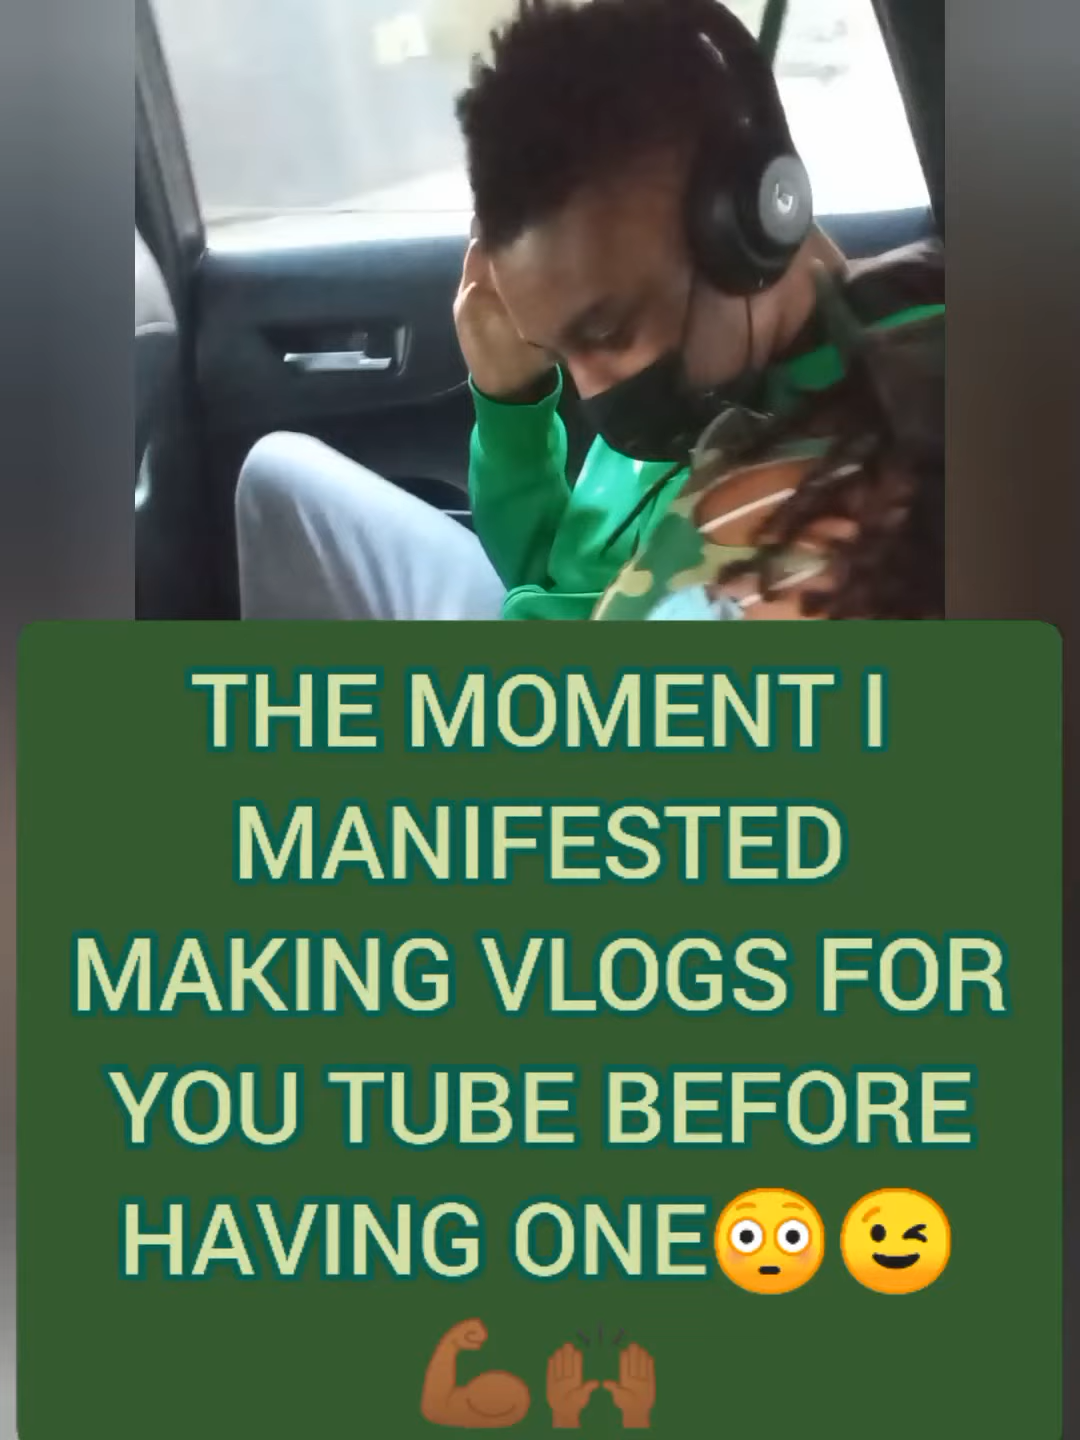 THE MOMENT I
MANIFESTED
MAKING VLOGS FOR
YOU TUBE BEFORE
HAVING ONE😳😉
💪🏾🙌🏾